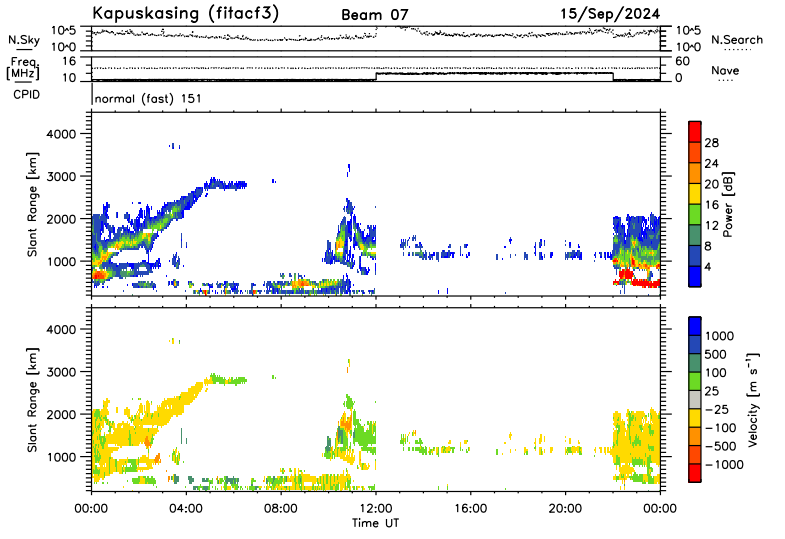 Kapuskasing (fitacf3) Beam 07 15/Sep/2024
N.Sky 10^5 10^0 10^5 10^0 N.Search
Freq. [MHz] 16 10 60 0 Nave
CPID normal (fast) 151
Slant Range [km] 4000 3000 2000 1000
Power [dB] 28 24 20 16 12 8 4
Slant Range [km] 4000 3000 2000 1000
Velocity [m s⁻¹] 1000 500 100 25 −25 −100 −500 −1000
00:00 04:00 08:00 12:00 16:00 20:00 00:00
Time UT